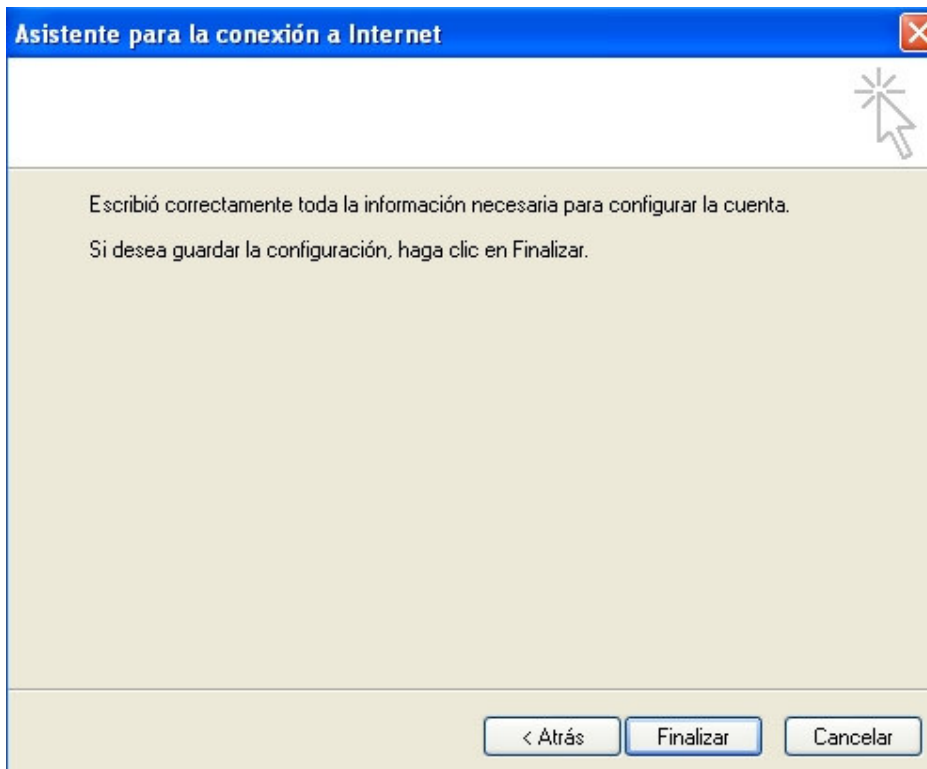 Asistente para la conexión a Internet
Escribió correctamente toda la información necesaria para configurar la cuenta.
Si desea guardar la configuración, haga clic en Finalizar.
< Atrás
Finalizar
Cancelar